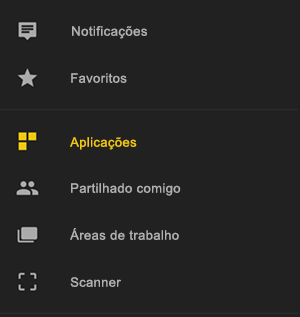 Notificações
Favoritos
Aplicações
Partilhado comigo
Áreas de trabalho
Scanner